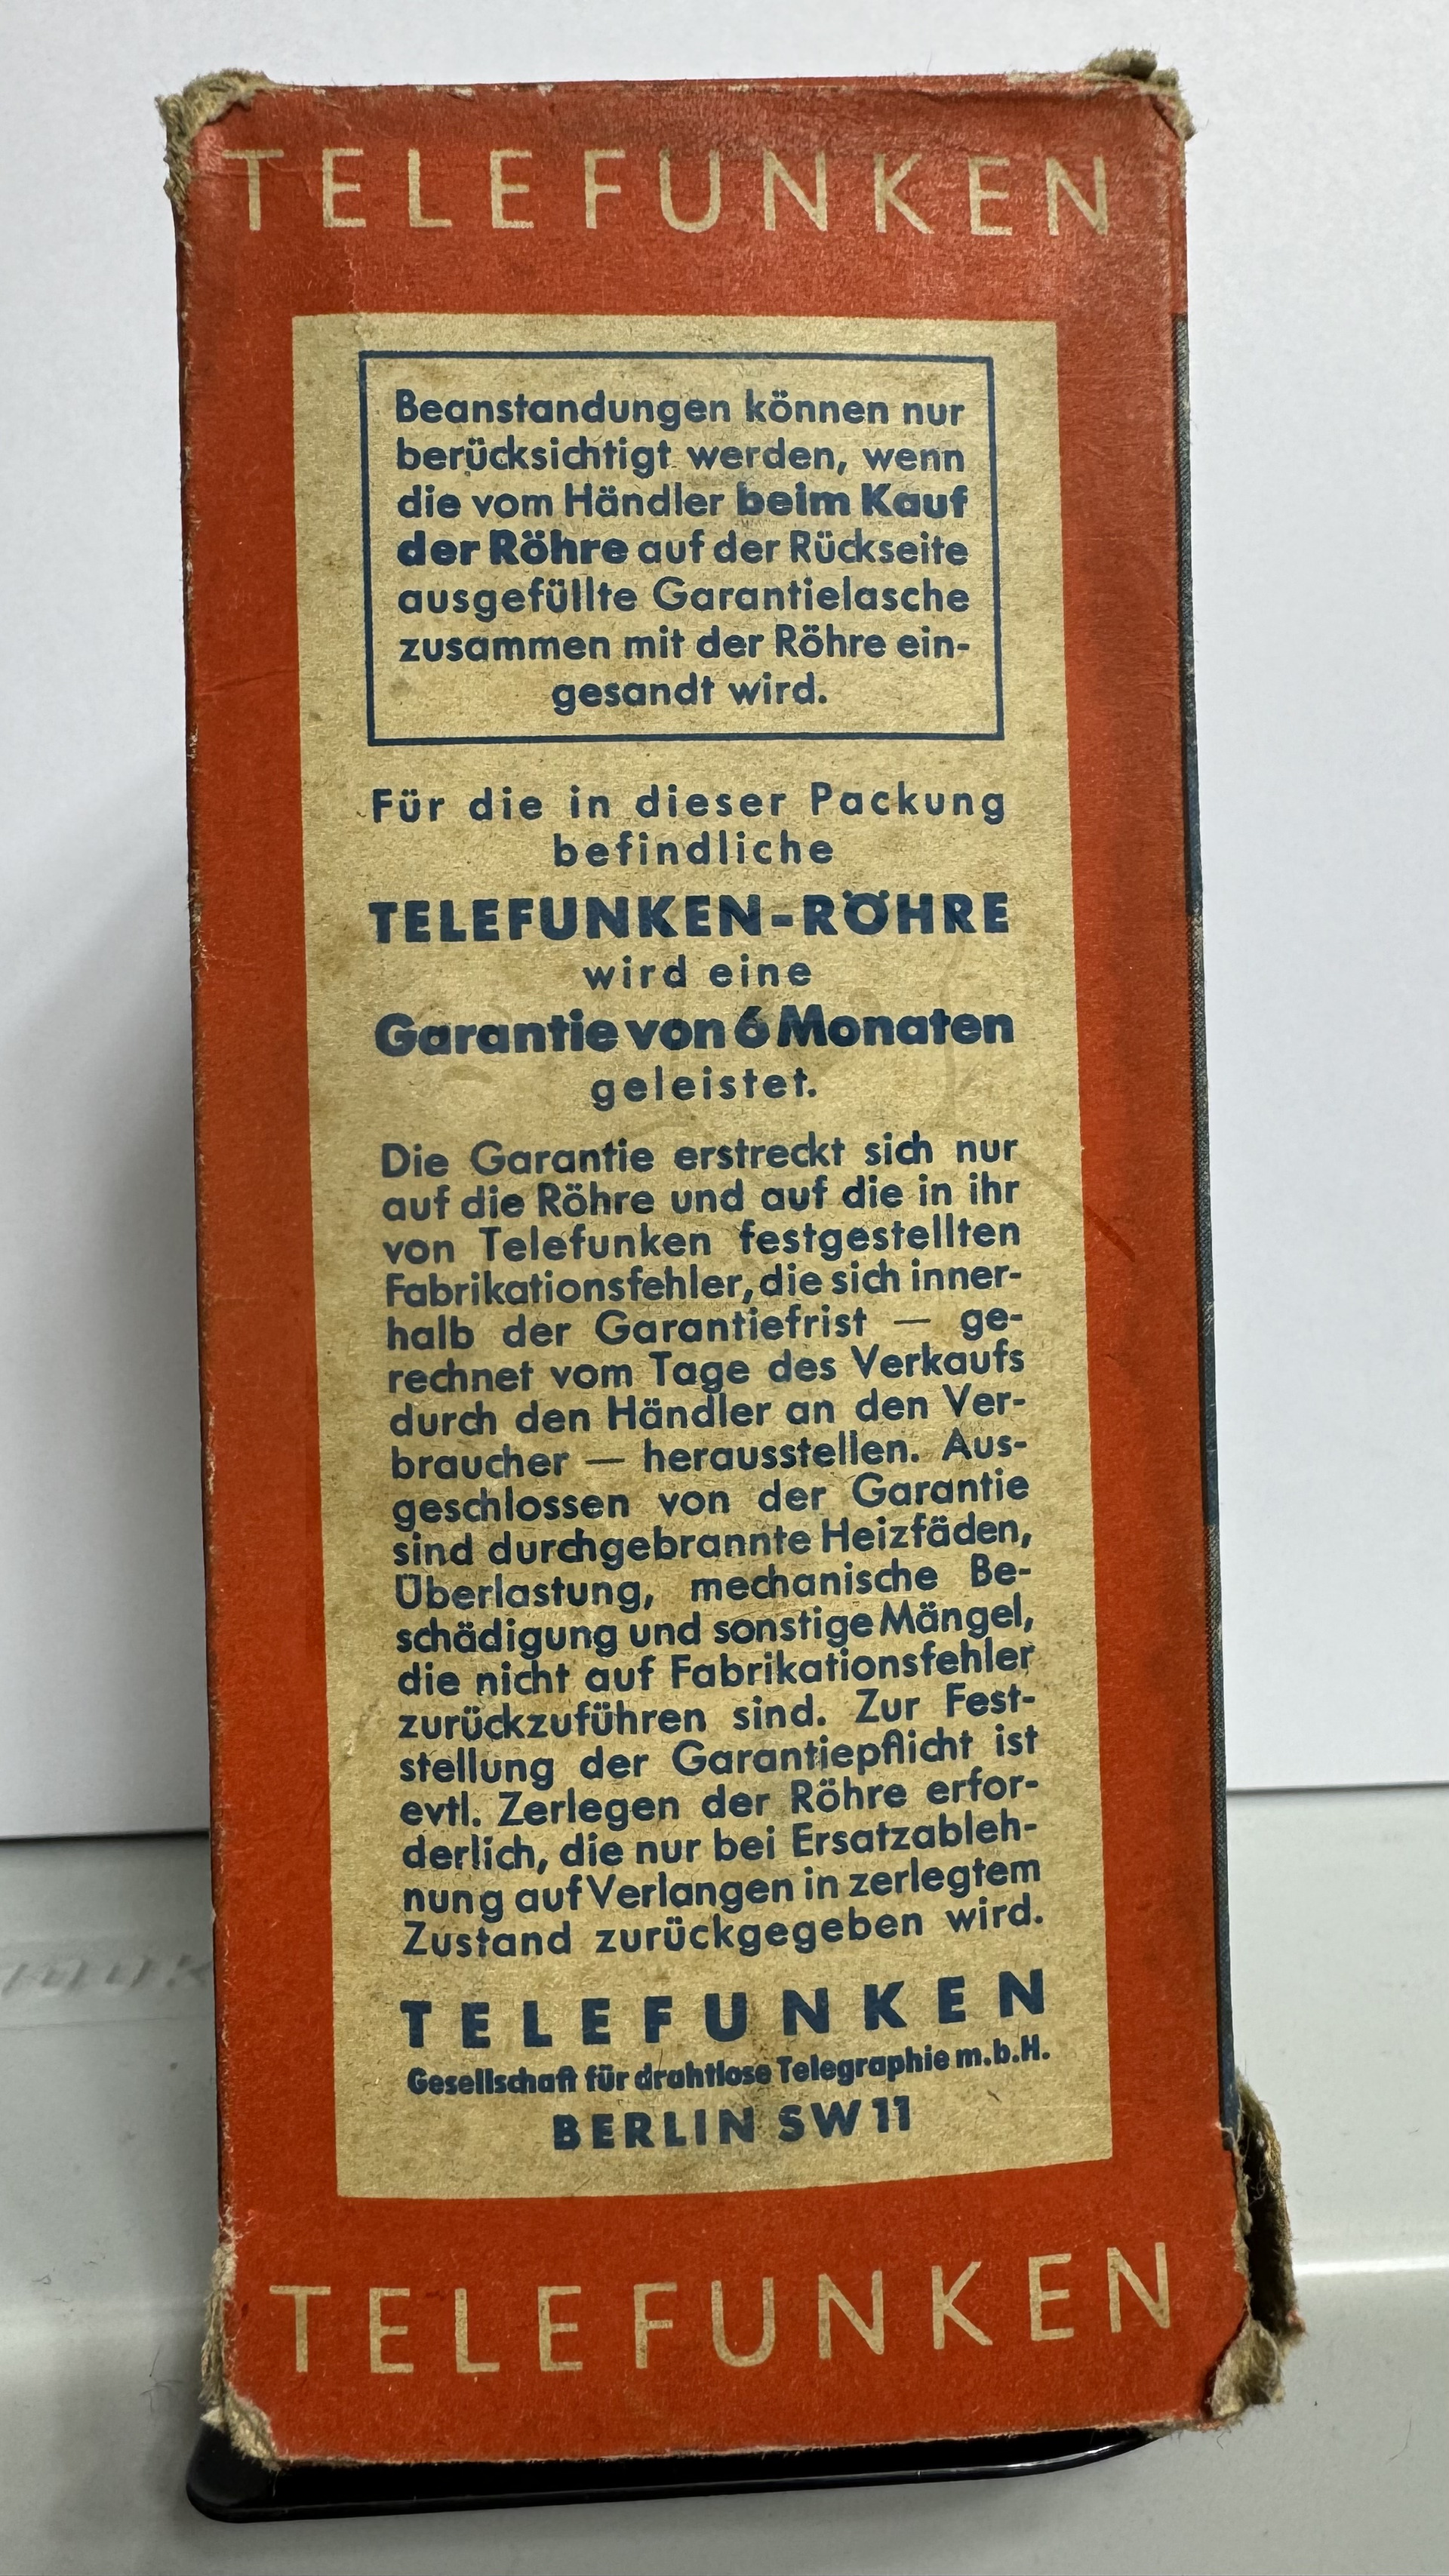 TELEFUNKEN
Beanstandungen können nur
berücksichtigt werden, wenn
die vom Händler beim Kauf
der Röhre auf der Rückseite
ausgefüllte Garantielasche
zusammen mit der Röhre ein-
gesandt wird.
Für die in dieser Packung
befindliche
TELEFUNKEN-RÖHRE
wird eine
Garantie von 6 Monaten
geleistet.
Die Garantie erstreckt sich nur
auf die Röhre und auf die in ihr
von Telefunken festgestellten
Fabrikationsfehler, die sich inner-
halb der Garantiefrist — ge-
rechnet vom Tage des Verkaufs
durch den Händler an den Ver-
braucher — herausstellen. Aus-
geschlossen von der Garantie
sind durchgebrannte Heizfäden,
Überlastung, mechanische Be-
schädigung und sonstige Mängel,
die nicht auf Fabrikationsfehler
zurückzuführen sind. Zur Fest-
stellung der Garantiepflicht ist
evtl. Zerlegen der Röhre erfor-
derlich, die nur bei Ersatzableh-
nung auf Verlangen in zerlegtem
Zustand zurückgegeben wird.
TELEFUNKEN
Gesellschaft für drahtlose Telegraphie m.b.H.
BERLIN SW 11
TELEFUNKEN